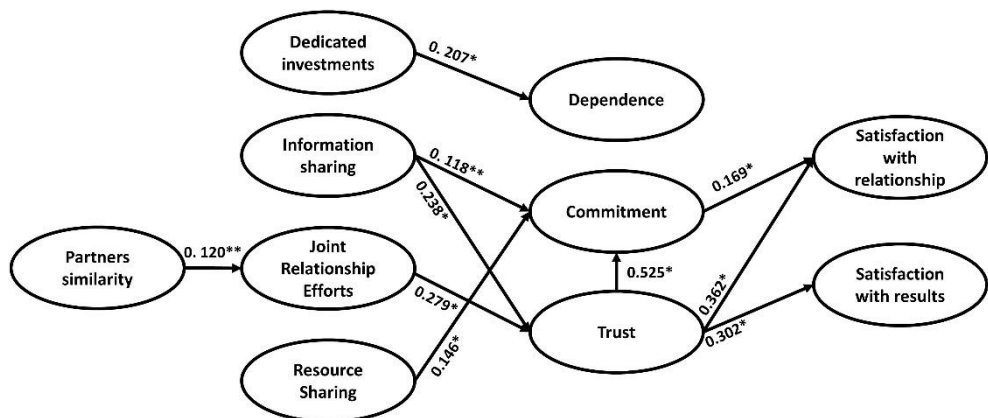 Dedicated
investments
0. 207*
Dependence
Information
sharing
0. 118**
0.238*
Satisfaction
with
relationship
0.169*
Commitment
Partners
similarity
0. 120**
Joint
Relationship
Efforts
0.279*
0.525*
0.362*
Satisfaction
with results
Trust
0.302*
0.146*
Resource
Sharing